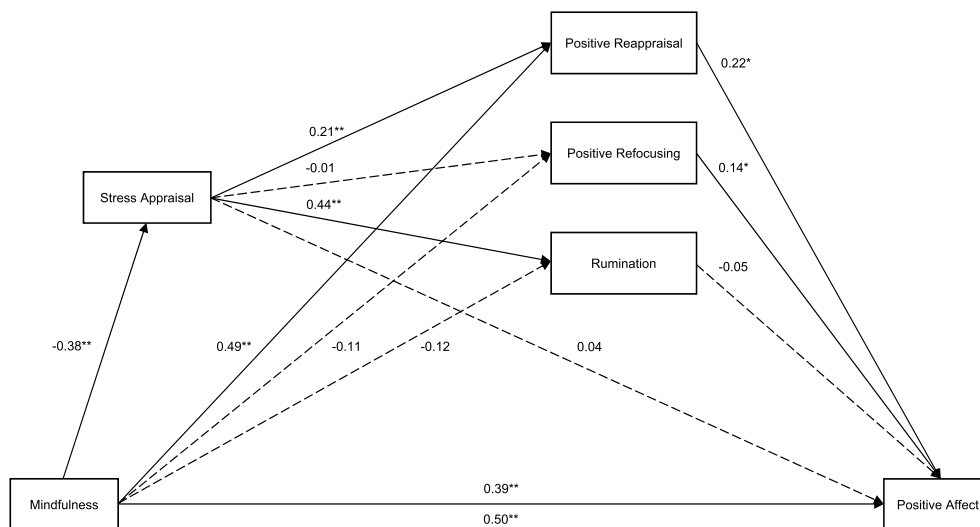 Positive Reappraisal
0.22*
0.21**
Positive Refocusing
-0.01
0.14*
Stress Appraisal
0.44**
Rumination
-0.05
-0.38**
0.49**
-0.11
-0.12
0.04
Mindfulness
0.39**
Positive Affect
0.50**